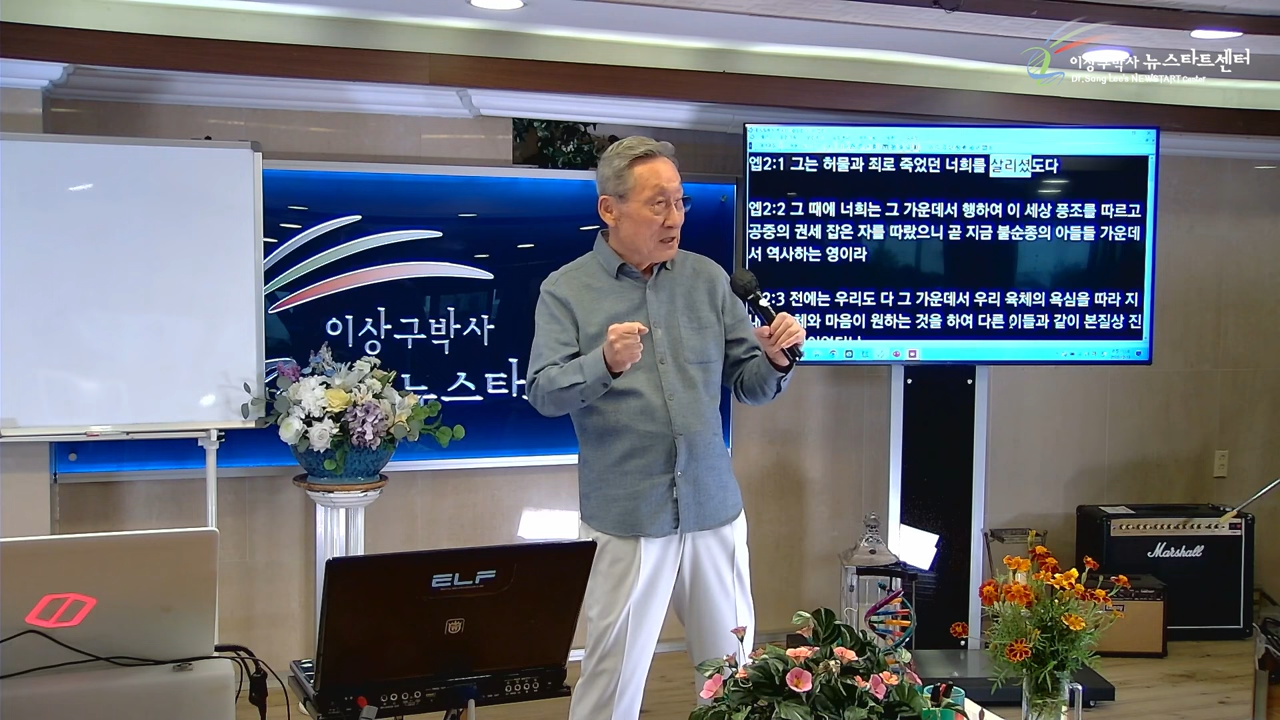 이상구박사 뉴스타트센터
Dr. Sang Lee's NEWSTART Center
엡2:1 그는 허물과 죄로 죽었던 너희를 살리셨도다
엡2:2 그 때에 너희는 그 가운데서 행하여 이 세상 풍조를 따르고
공중의 권세 잡은 자를 따랐으니 곧 지금 불순종의 아들들 가운데
서 역사하는 영이라
2:3 전에는 우리도 다 그 가운데서 우리 육체의 욕심을 따라 지
마음이 원하는 것을 하여 다른 이들과 같이 본질상 진
이상구박사
뉴스타
ELF
Marshall